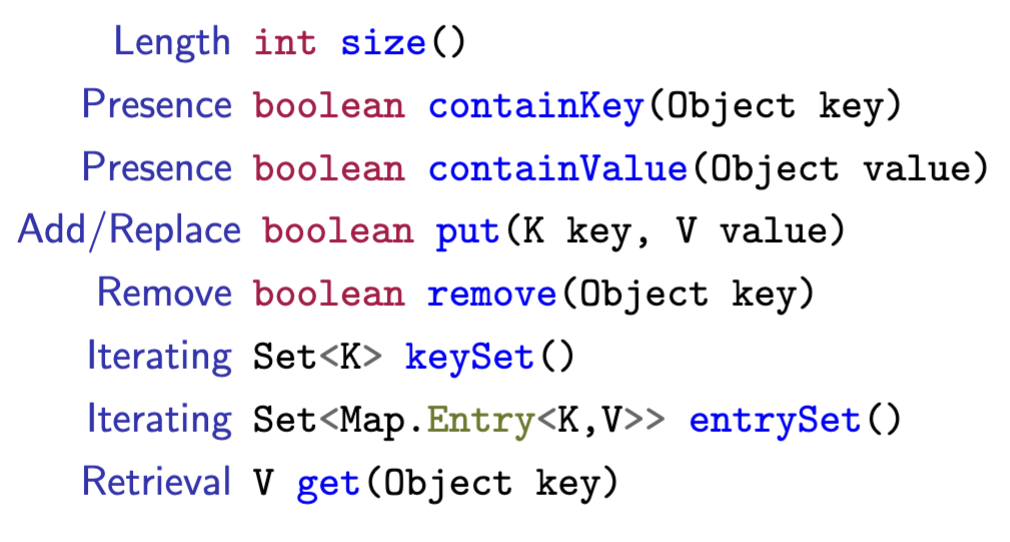 Length int size()
Presence boolean containKey(Object key)
Presence boolean containValue(Object value)
Add/Replace boolean put(K key, V value)
Remove boolean remove(Object key)
Iterating Set<K> keySet()
Iterating Set<Map.Entry<K,V>> entrySet()
Retrieval V get(Object key)